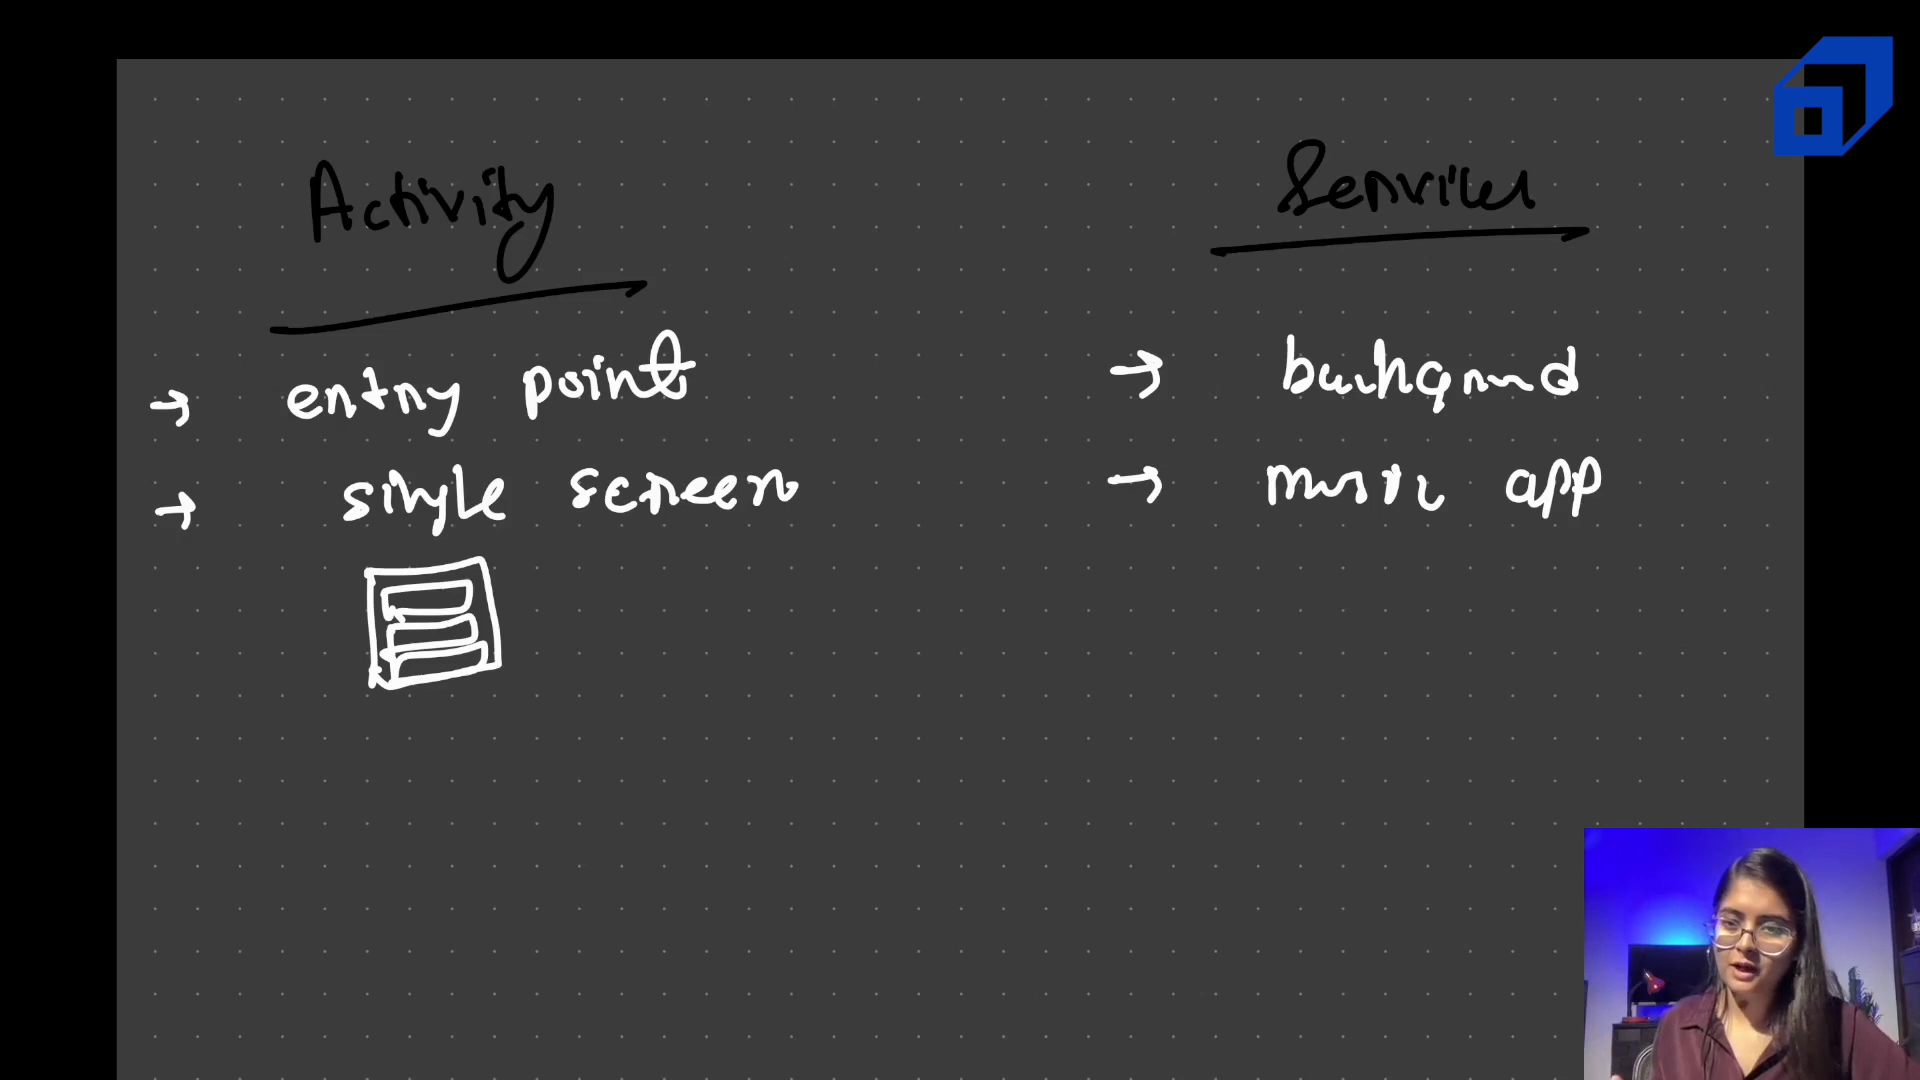 Activity
→ entry point
→ single screen
Services
→ background
→ music app